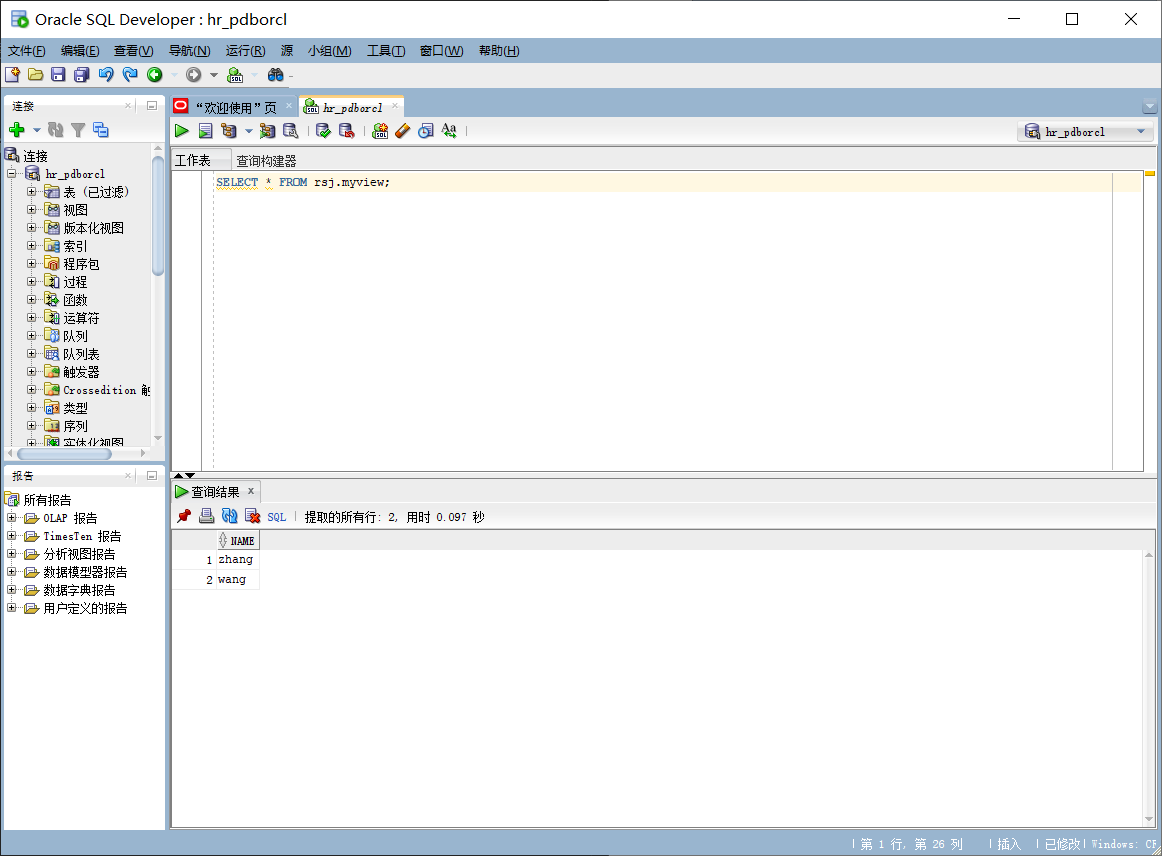 Oracle SQL Developer : hr_pdborcl
文件(F) 编辑(E) 查看(V) 导航(N) 运行(R) 源 小组(M) 工具(T) 窗口(W) 帮助(H)
连接
“欢迎使用”页
hr_pdborcl
hr_pdborcl
工作表 查询构建器
SELECT * FROM rsj.myview;
连接
hr_pdborcl
表 (已过滤)
视图
版本化视图
索引
程序包
过程
函数
运算符
队列
队列表
触发器
Crossedition 触
类型
序列
实体化视图
报告
所有报告
OLAP 报告
TimesTen 报告
分析视图报告
数据模型器报告
数据字典报告
用户定义的报告
查询结果
SQL 提取的所有行: 2, 用时 0.097 秒
NAME
1 zhang
2 wang
第 1 行, 第 26 列 插入 已修改 Windows: CR